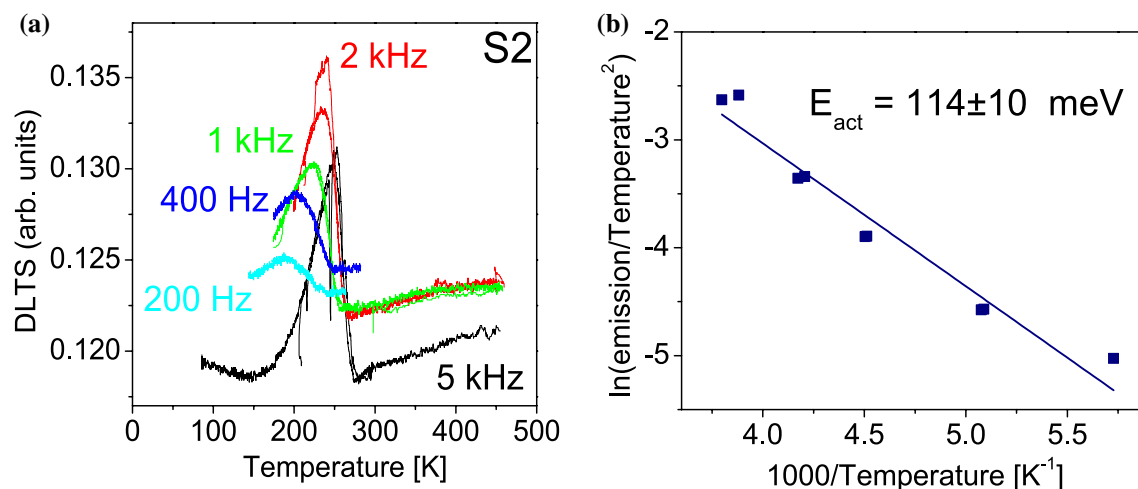 (a)
S2
2 kHz
1 kHz
400 Hz
200 Hz
5 kHz
0.135
0.130
0.125
0.120
DLTS (arb. units)
0 100 200 300 400 500
Temperature [K]
(b)
E_act = 114±10 meV
-2
-3
-4
-5
ln(emission/Temperature²)
4.0 4.5 5.0 5.5
1000/Temperature [K⁻¹]